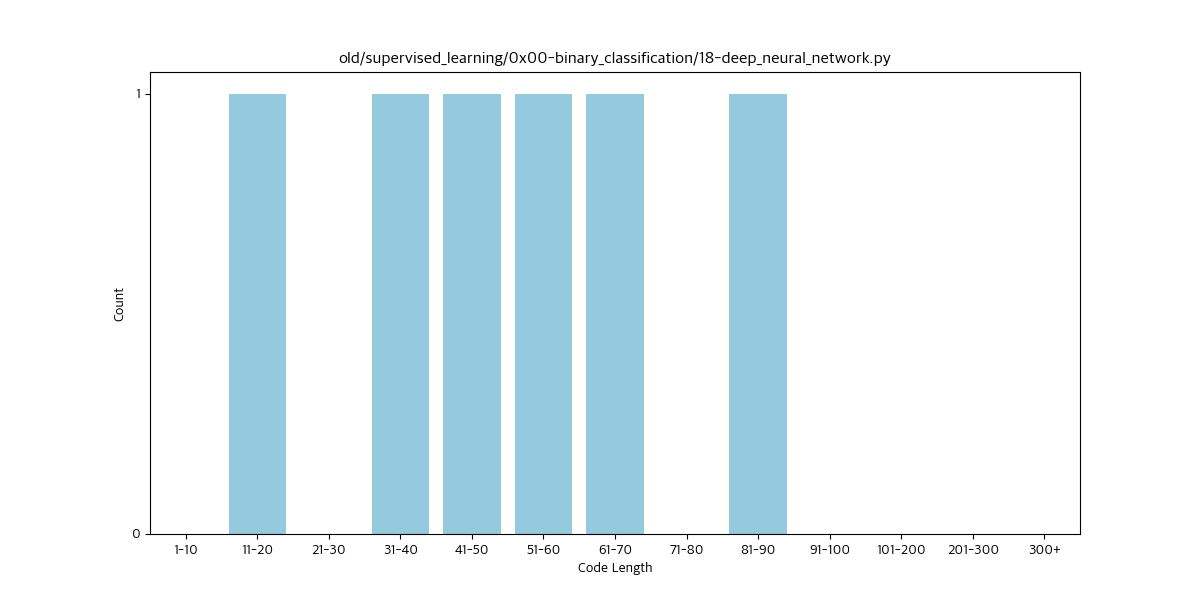 old/supervised_learning/0x00-binary_classification/18-deep_neural_network.py
Count
1
0
1-10 11-20 21-30 31-40 41-50 51-60 61-70 71-80 81-90 91-100 101-200 201-300 300+
Code Length